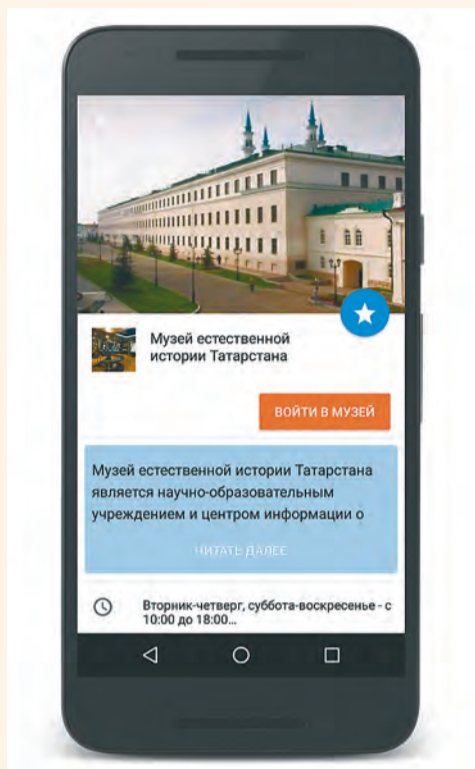 Музей естественной
истории Татарстана
ВОЙТИ В МУЗЕЙ
Музей естественной истории Татарстана
является научно-образовательным
учреждением и центром информации о
ЧИТАТЬ ДАЛЕЕ
Вторник-четверг, суббота-воскресенье - с
10:00 до 18:00...